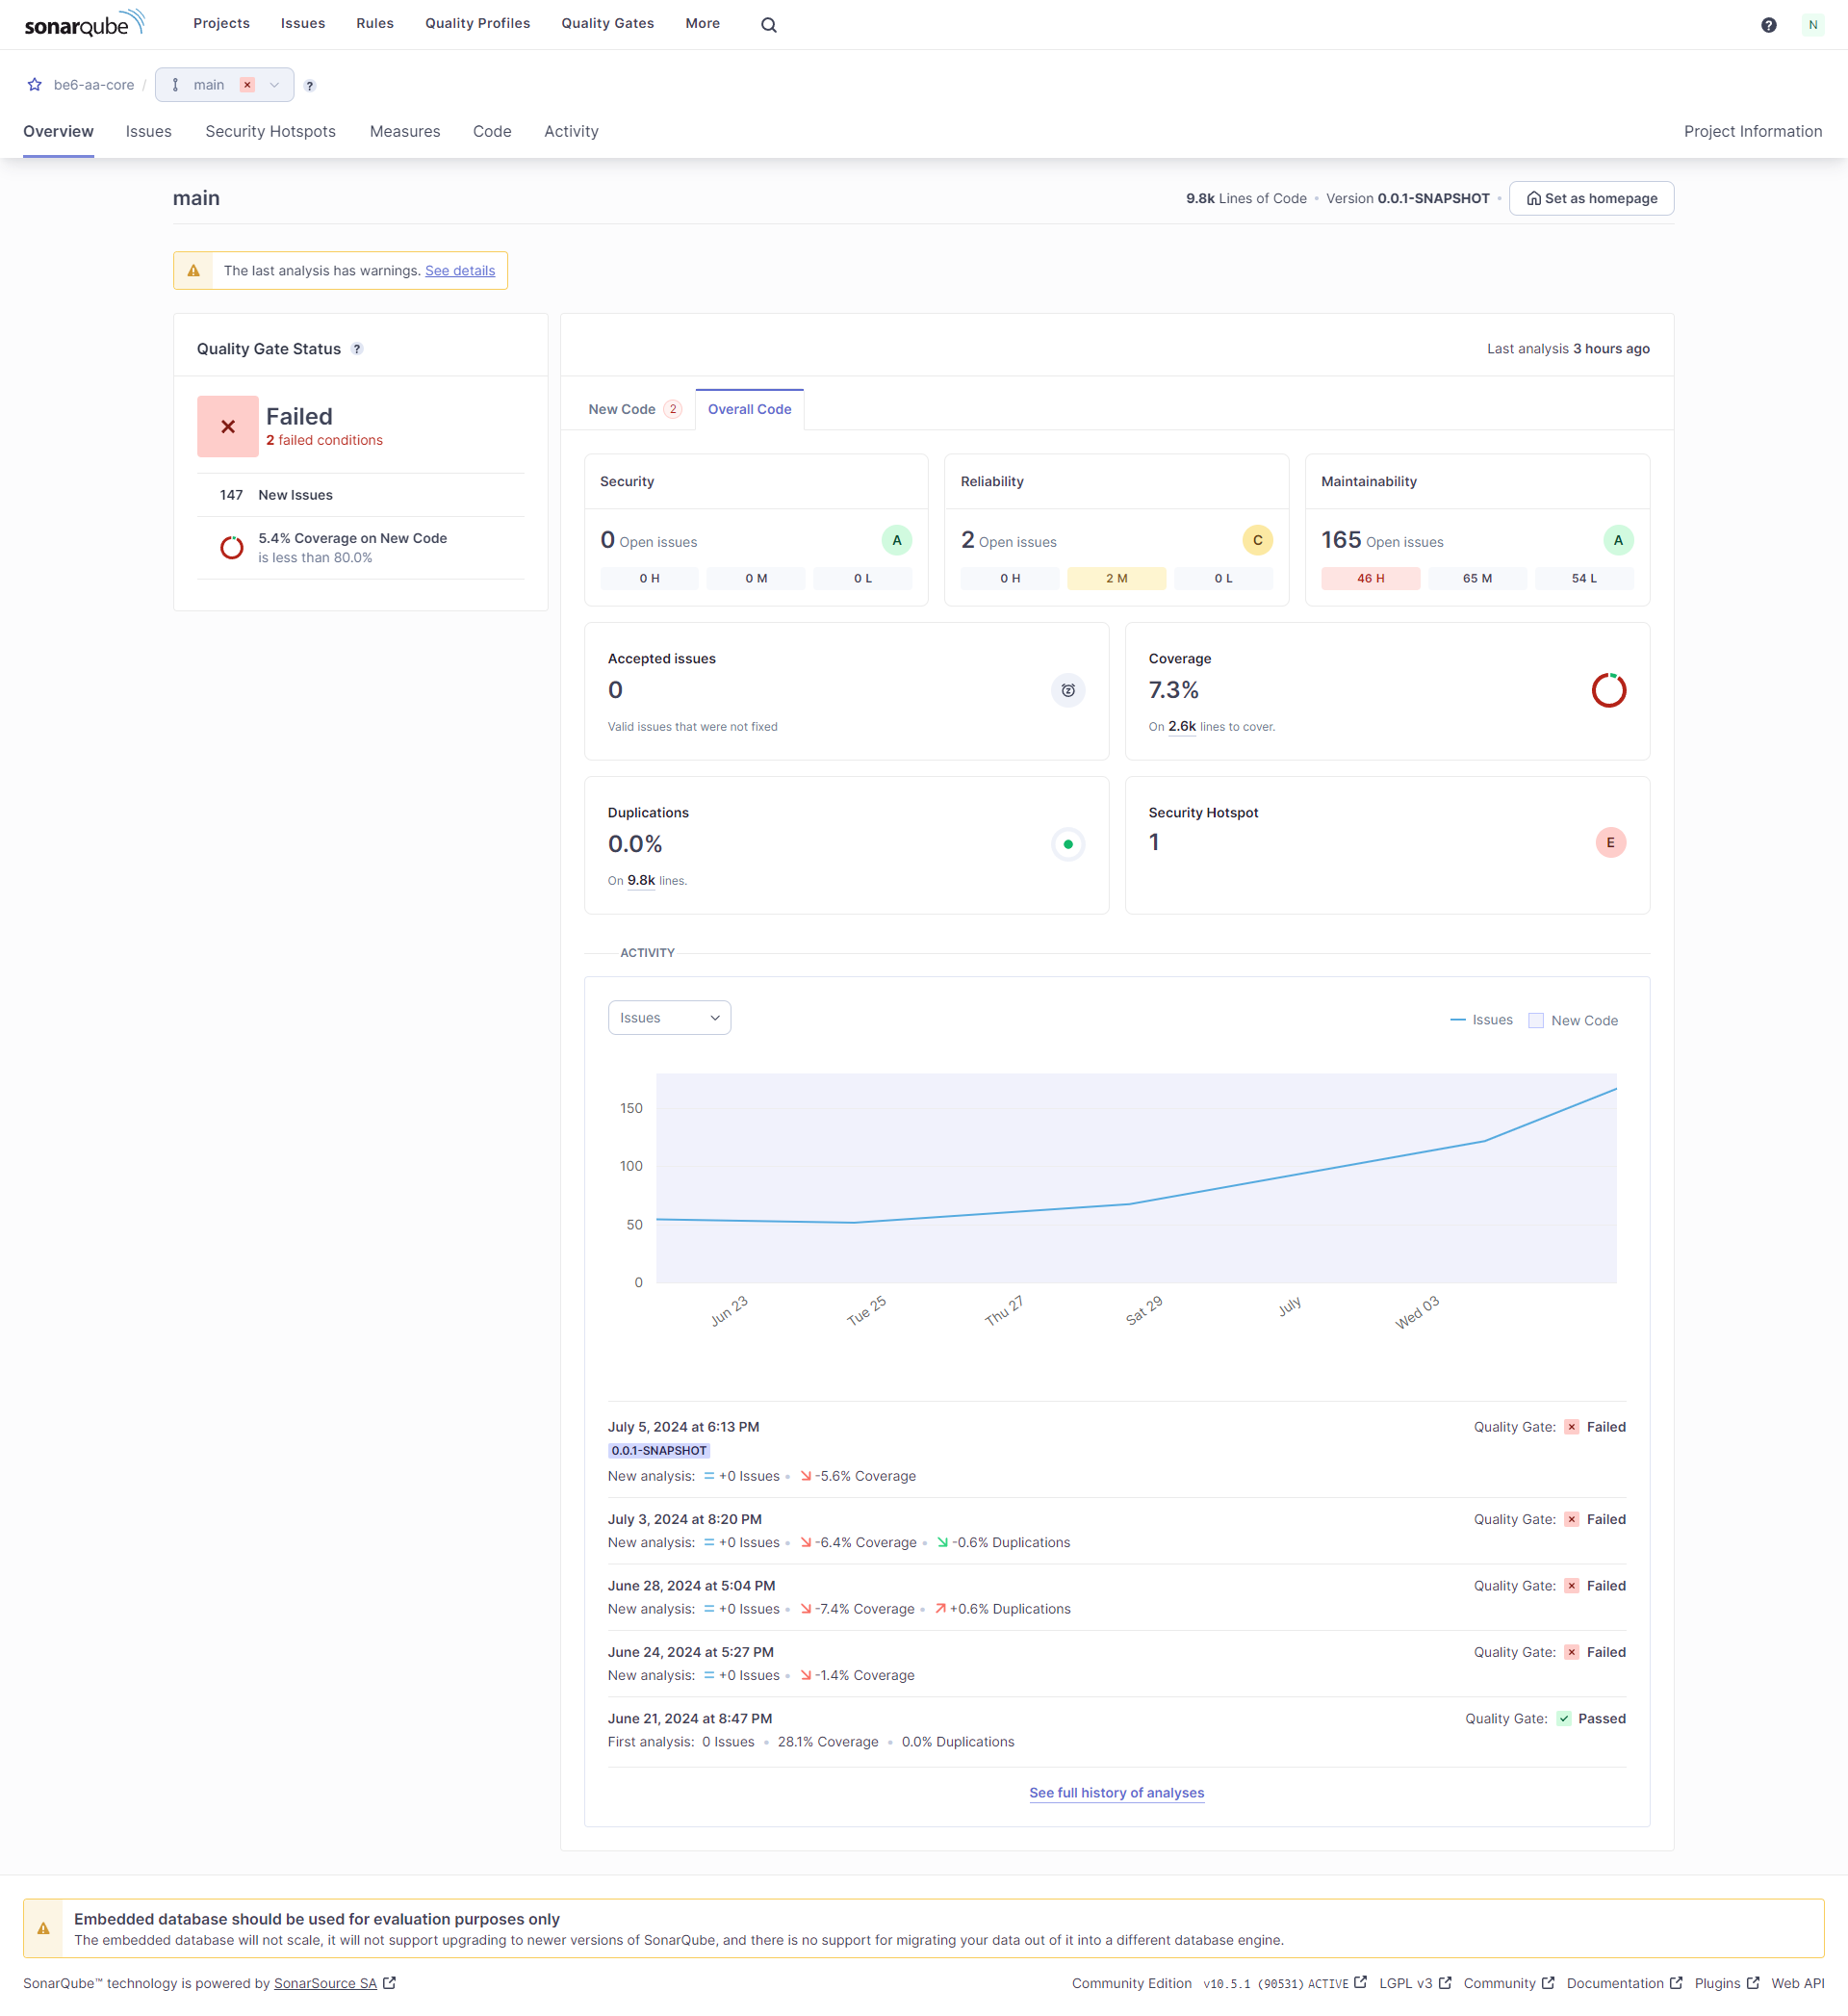 sonarqube Projects Issues Rules Quality Profiles Quality Gates More ? N
be6-aa-core / main ?
Overview Issues Security Hotspots Measures Code Activity Project Information
main 9.8k Lines of Code • Version 0.0.1-SNAPSHOT • Set as homepage
The last analysis has warnings. See details
Quality Gate Status ?
Failed
2 failed conditions
147 New Issues
5.4% Coverage on New Code
is less than 80.0%
Last analysis 3 hours ago
New Code 2 Overall Code
Security
0 Open issues A
0 H 0 M 0 L
Reliability
2 Open issues C
0 H 2 M 0 L
Maintainability
165 Open issues A
46 H 65 M 54 L
Accepted issues
0
Valid issues that were not fixed
Coverage
7.3%
On 2.6k lines to cover.
Duplications
0.0%
On 9.8k lines.
Security Hotspot
1 E
ACTIVITY
Issues
Issues New Code
150
100
50
0
Jun 23 Tue 25 Thu 27 Sat 29 July Wed 03
July 5, 2024 at 6:13 PM Quality Gate: Failed
0.0.1-SNAPSHOT
New analysis: +0 Issues • -5.6% Coverage
July 3, 2024 at 8:20 PM Quality Gate: Failed
New analysis: +0 Issues • -6.4% Coverage • -0.6% Duplications
June 28, 2024 at 5:04 PM Quality Gate: Failed
New analysis: +0 Issues • -7.4% Coverage • +0.6% Duplications
June 24, 2024 at 5:27 PM Quality Gate: Failed
New analysis: +0 Issues • -1.4% Coverage
June 21, 2024 at 8:47 PM Quality Gate: Passed
First analysis: 0 Issues • 28.1% Coverage • 0.0% Duplications
See full history of analyses
Embedded database should be used for evaluation purposes only
The embedded database will not scale, it will not support upgrading to newer versions of SonarQube, and there is no support for migrating your data out of it into a different database engine.
SonarQube™ technology is powered by SonarSource SA Community Edition v10.5.1 (90531) ACTIVE LGPL v3 Community Documentation Plugins Web API